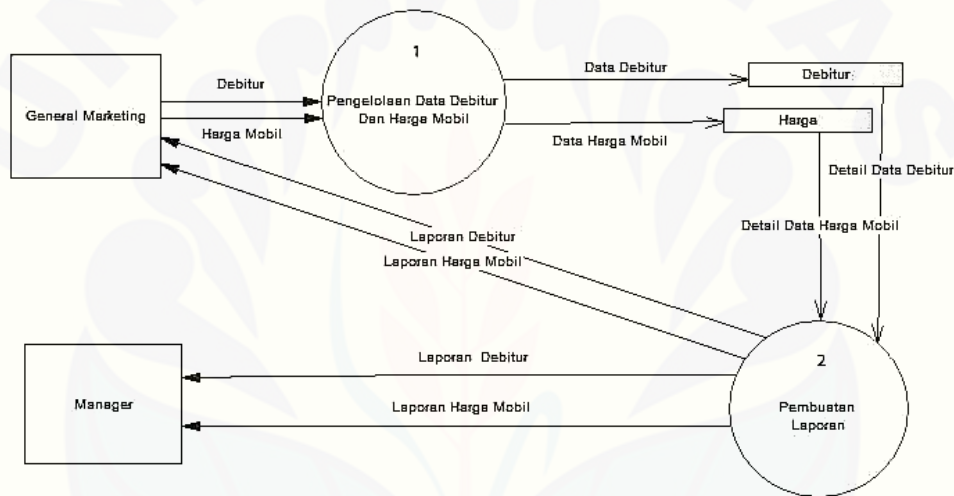 1
Data Debitur
Debitur
Debitur
General Marketing
Pengelolaan Data Debitur
Dan Harga Mobil
Harga
Harga Mobil
Data Harga Mobil
Detail Data Debitur
Detail Data Harga Mobil
Laporan Debitur
Laporan Harga Mobil
2
Laporan Debitur
Manager
Laporan Harga Mobil
Pembuatan
Laporan